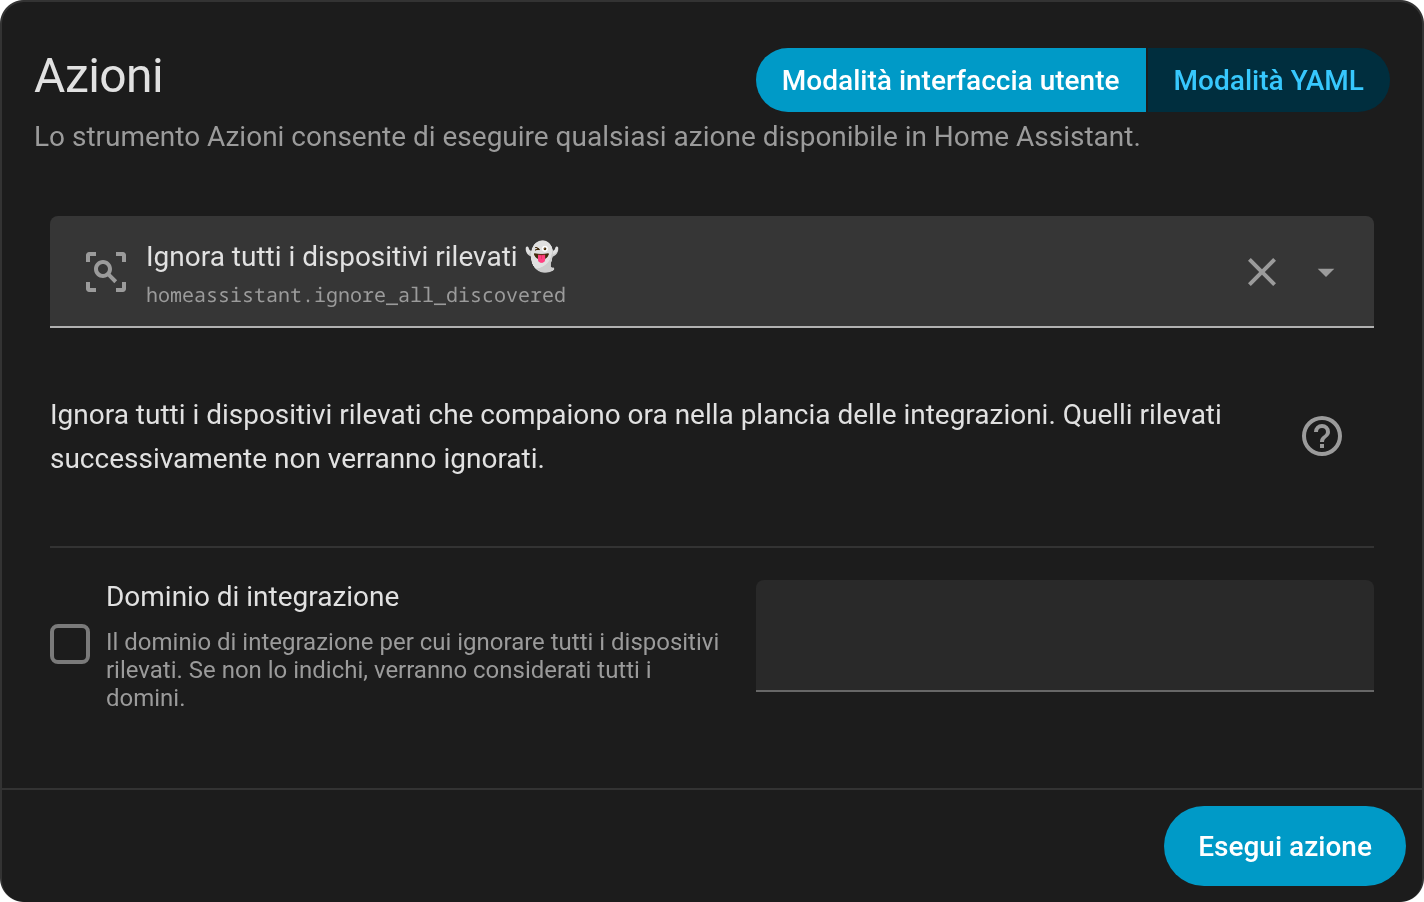 Azioni
Modalità interfaccia utente
Modalità YAML
Lo strumento Azioni consente di eseguire qualsiasi azione disponibile in Home Assistant.
Ignora tutti i dispositivi rilevati 👻
homeassistant.ignore_all_discovered
Ignora tutti i dispositivi rilevati che compaiono ora nella plancia delle integrazioni. Quelli rilevati
successivamente non verranno ignorati.
Dominio di integrazione
Il dominio di integrazione per cui ignorare tutti i dispositivi
rilevati. Se non lo indichi, verranno considerati tutti i
domini.
Esegui azione